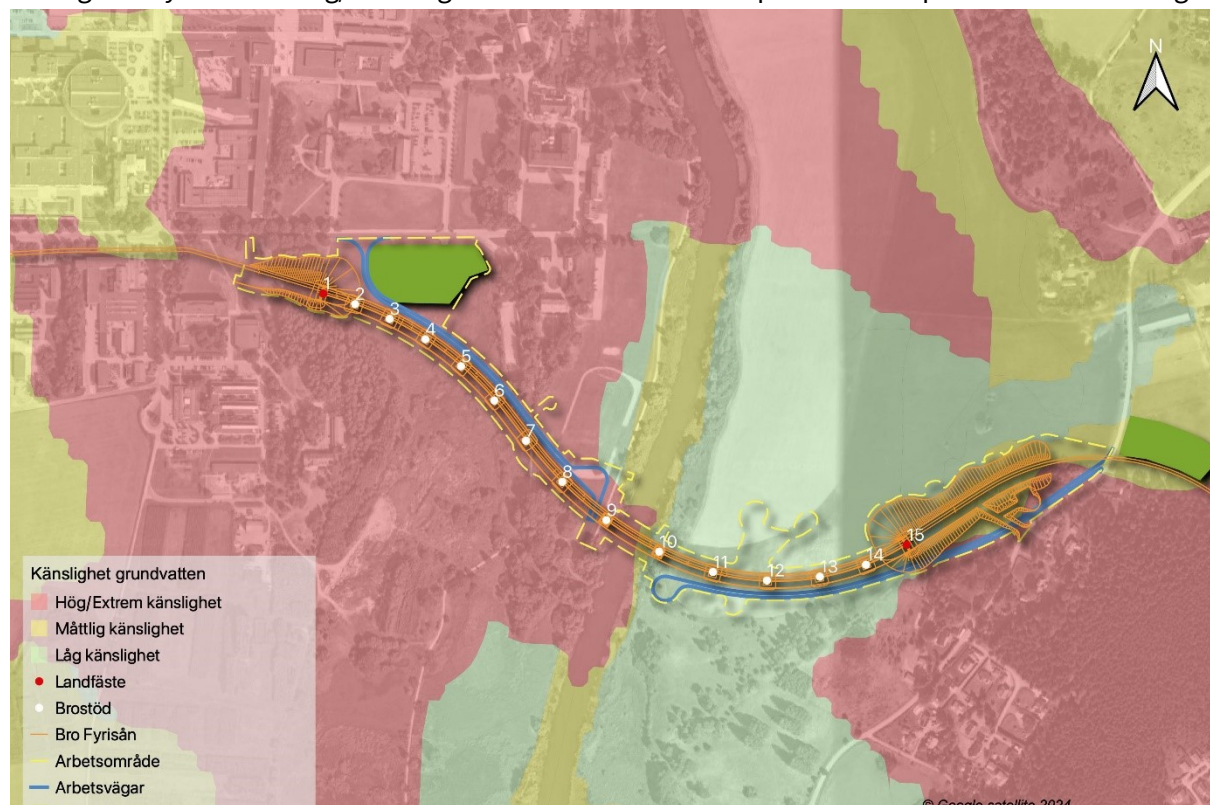 N
1
2
3
4
5
6
7
8
9
10
11
12
13
14
15
Känslighet grundvatten
Hög/Extrem känslighet
Måttlig känslighet
Låg känslighet
Landfäste
Brostöd
Bro Fyrisån
Arbetsområde
Arbetsvägar
© Google satellite 2024